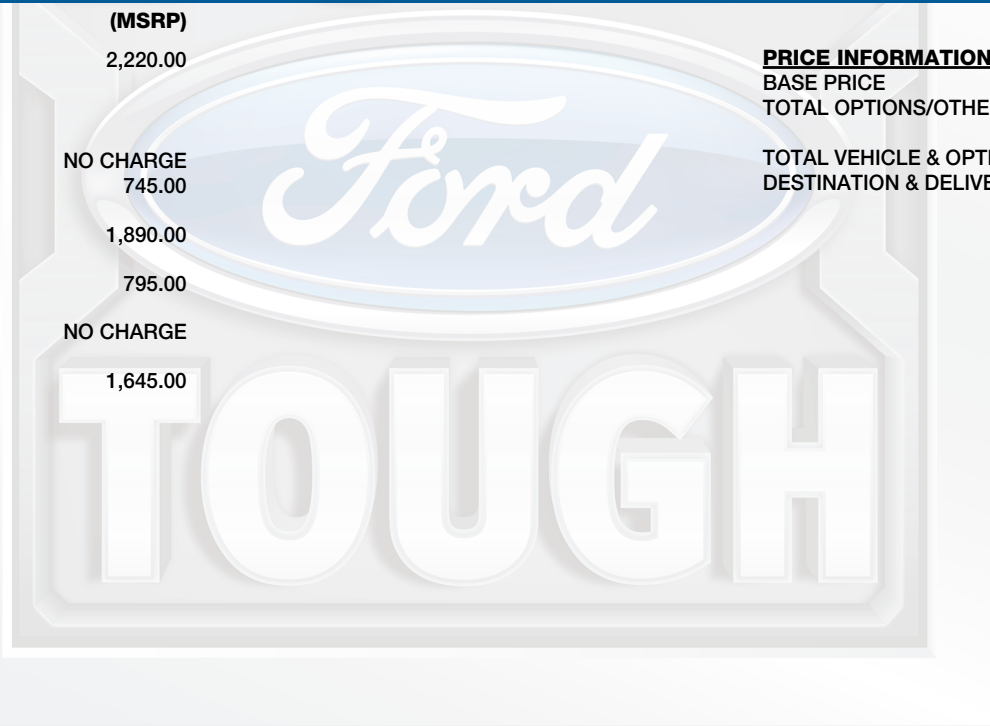 (MSRP)
2,220.00
NO CHARGE
745.00
1,890.00
795.00
NO CHARGE
1,645.00
PRICE INFORMATION
BASE PRICE
TOTAL OPTIONS/OTHE
TOTAL VEHICLE & OPTI
DESTINATION & DELIVE
Ford
TOUGH